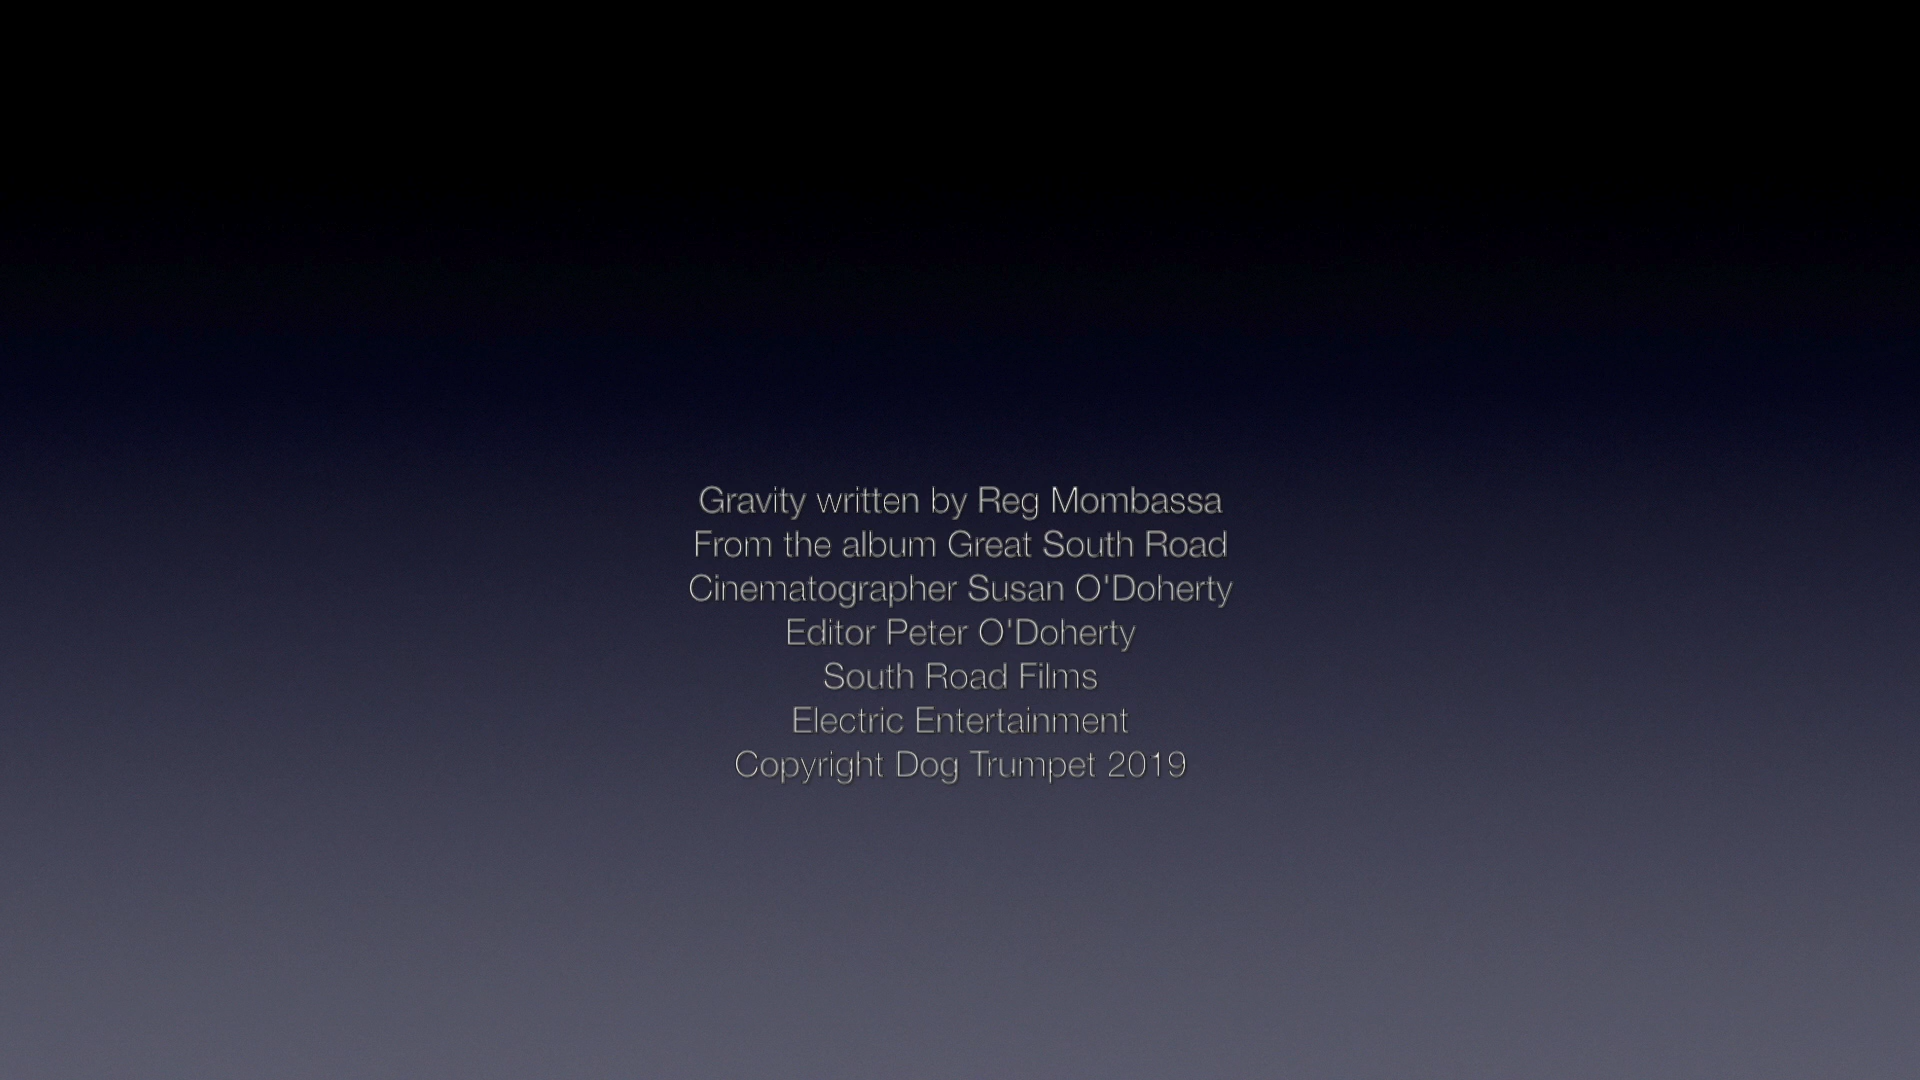 Gravity written by Reg Mombassa
From the album Great South Road
Cinematographer Susan O'Doherty
Editor Peter O'Doherty
South Road Films
Electric Entertainment
Copyright Dog Trumpet 2019